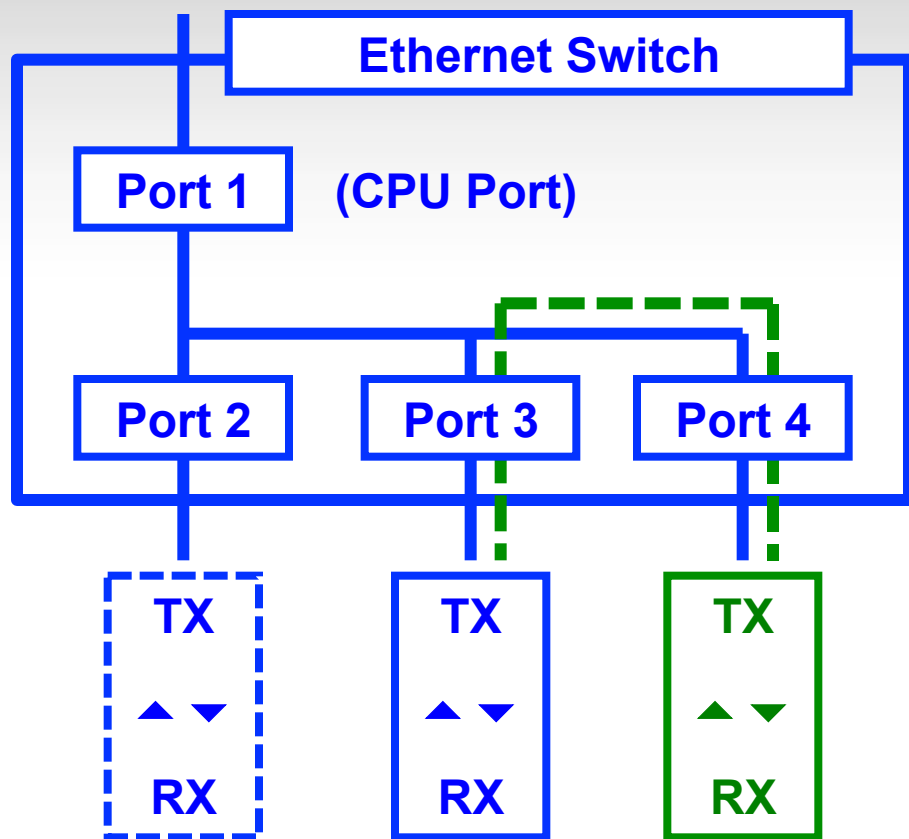 Ethernet Switch
Port 1 (CPU Port)
Port 2 Port 3 Port 4
TX TX TX
RX RX RX